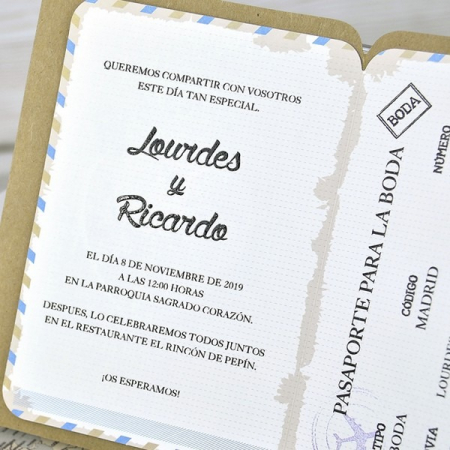 QUEREMOS COMPARTIR CON VOSOTROS
ESTE DÍA TAN ESPECIAL.
Lourdes
y
Ricardo
EL DÍA 8 DE NOVIEMBRE DE 2019
A LAS 12:00 HORAS
EN LA PARROQUIA SAGRADO CORAZÓN.
DESPUES, LO CELEBRAREMOS TODOS JUNTOS
EN EL RESTAURANTE EL RINCÓN DE PEPÍN.
¡OS ESPERAMOS!
BODA
PASAPORTE PARA LA BODA
TIPO
BODA
CÓDIGO
MADRID
NÚMERO